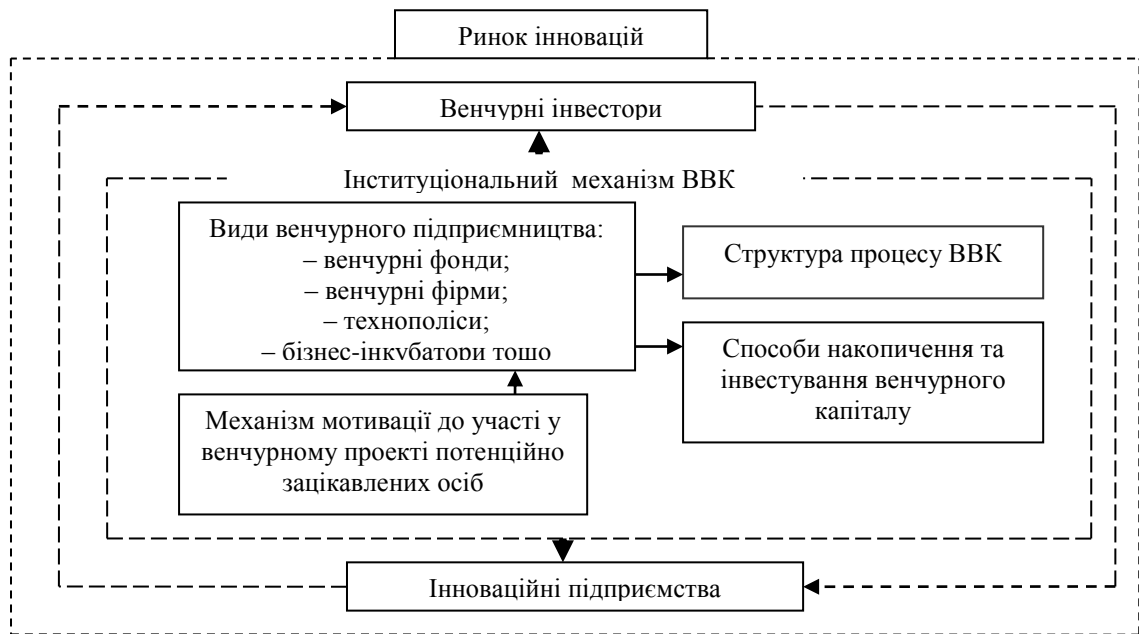 Ринок інновацій
Венчурні інвестори
Інституціональний механізм ВВК
Види венчурного підприємництва:
– венчурні фонди;
– венчурні фірми;
– технополіси;
– бізнес-інкубатори тощо
Структура процесу ВВК
Способи накопичення та
інвестування венчурного
капіталу
Механізм мотивації до участі у
венчурному проекті потенційно
зацікавлених осіб
Інноваційні підприємства